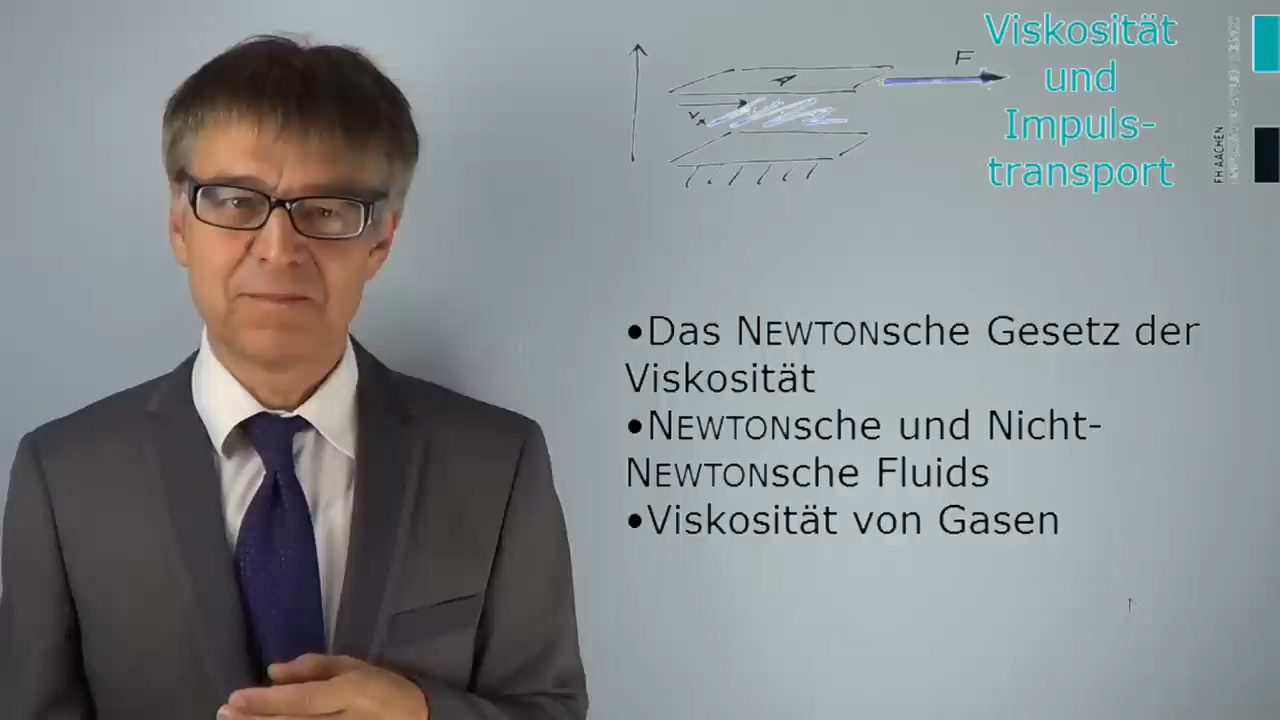 Viskosität
und
Impuls-
transport
F
A
vx
FH AACHEN
•Das NEWTONsche Gesetz der
Viskosität
•NEWTONsche und Nicht-
NEWTONsche Fluids
•Viskosität von Gasen